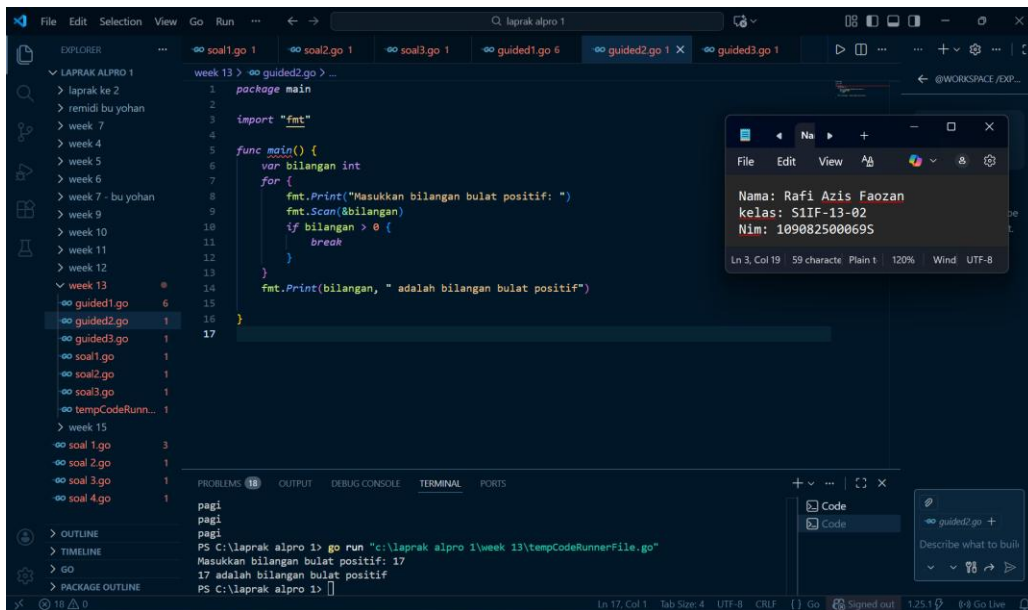 File Edit Selection View Go Run ... laprak alpro 1
EXPLORER ...
soal1.go 1 soal2.go 1 soal3.go 1 guided1.go 6 guided2.go 1 guided3.go 1
LAPRAK ALPRO 1
laprak ke 2
remidi bu yohan
week 7
week 4
week 5
week 6
week 7 - bu yohan
week 9
week 10
week 11
week 12
week 13
guided1.go 6
guided2.go 1
guided3.go 1
soal1.go 1
soal2.go 1
soal3.go 1
tempCodeRunn... 1
week 15
soal 1.go 3
soal 2.go 1
soal 3.go 1
soal 4.go 1
OUTLINE
TIMELINE
GO
PACKAGE OUTLINE
week 13 > guided2.go > ...
1 package main
2
3 import "fmt"
4
5 func main() {
6 var bilangan int
7 for {
8 fmt.Print("Masukkan bilangan bulat positif: ")
9 fmt.Scan(&bilangan)
10 if bilangan > 0 {
11 break
12 }
13 }
14 fmt.Print(bilangan, " adalah bilangan bulat positif")
15
16 }
17
@WORKSPACE /EXP...
Na
File Edit View
Nama: Rafi Azis Faozan
kelas: S1IF-13-02
Nim: 109082500069S
Ln 3, Col 19 59 characte Plain t 120% Wind UTF-8
PROBLEMS 18 OUTPUT DEBUG CONSOLE TERMINAL PORTS
pagi
pagi
pagi
PS C:\laprak alpro 1> go run "c:\laprak alpro 1\week 13\tempCodeRunnerFile.go"
Masukkan bilangan bulat positif: 17
17 adalah bilangan bulat positif
PS C:\laprak alpro 1>
Code
Code
guided2.go +
Describe what to buil
18 0 Ln 17, Col 1 Tab Size: 4 UTF-8 CRLF {} Go Signed out 1.25.1 Go Live